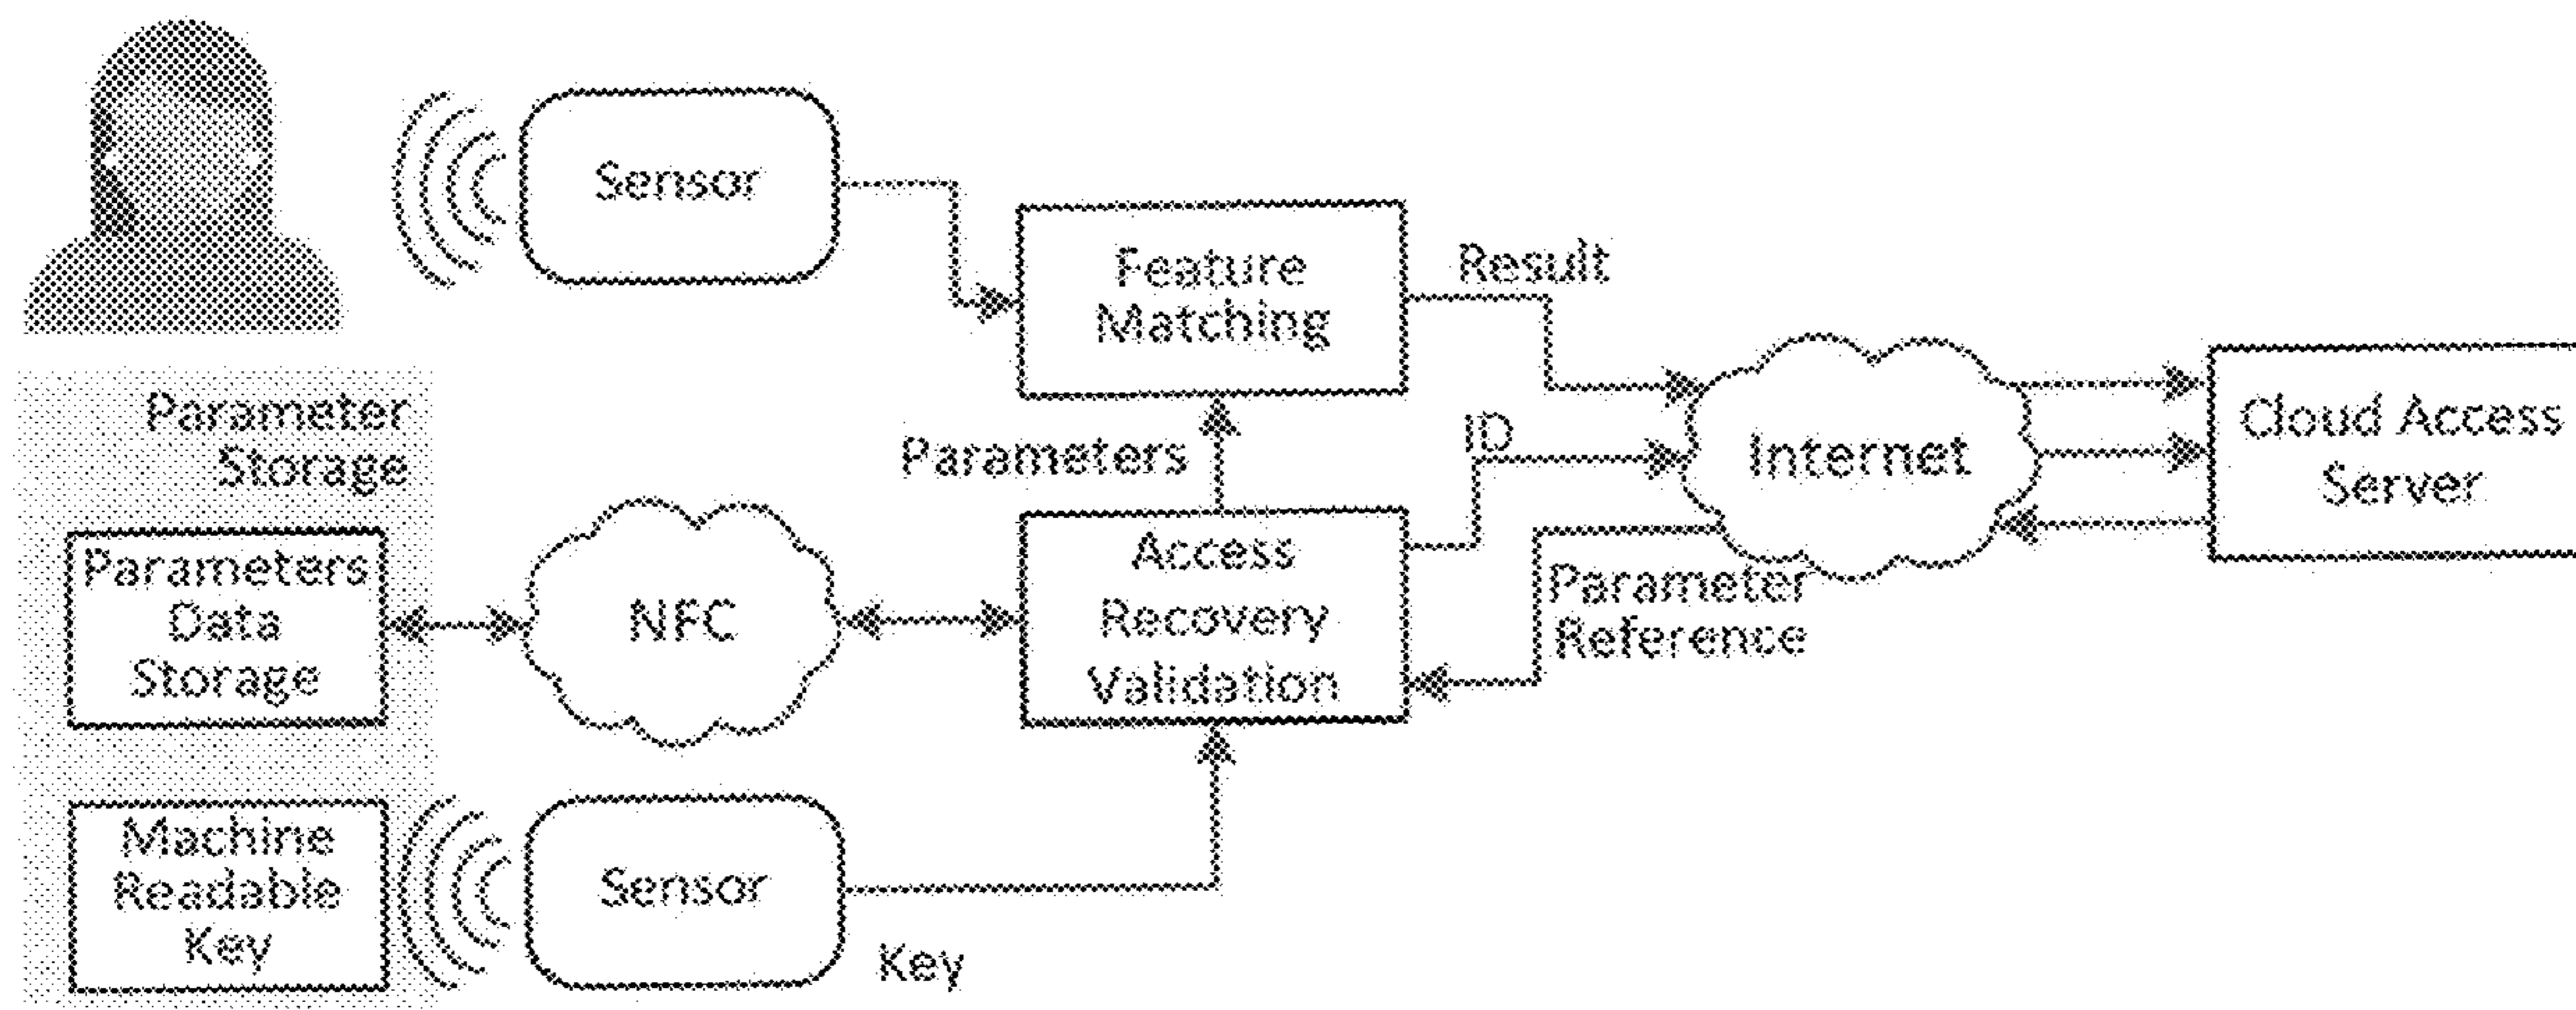 Sensor
Feature
Matching
Result
Parameter
Storage
Parameters
ID
Internet
Cloud Access
Server
Parameters
Data
Storage
NFC
Access
Recovery
Validation
Parameter
Reference
Machine
Readable
Key
Sensor
Key